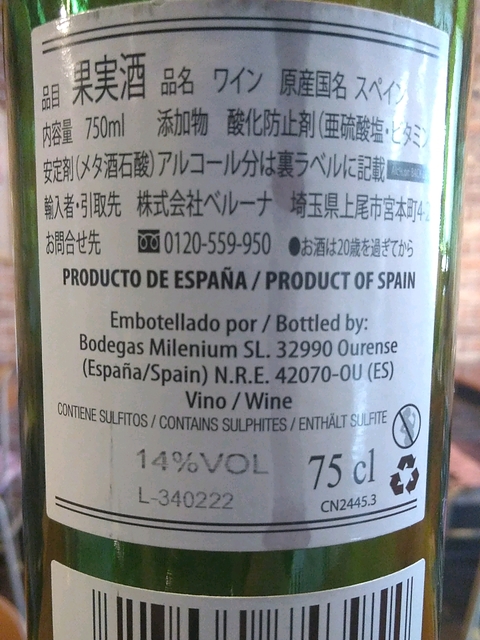 品目 果実酒 品名 ワイン 原産国名 スペイン
内容量 750ml 添加物 酸化防止剤(亜硫酸塩・ビタミン
安定剤(メタ酒石酸)アルコール分は裏ラベルに記載
輸入者・引取先 株式会社ベルーナ 埼玉県上尾市宮本町4-2
お問合せ先 0120-559-950 ●お酒は20歳を過ぎてから
PRODUCTO DE ESPAÑA / PRODUCT OF SPAIN
Embotellado por / Bottled by:
Bodegas Milenium SL. 32990 Ourense
(España/Spain) N.R.E. 42070-OU (ES)
Vino / Wine
CONTIENE SULFITOS / CONTAINS SULPHITES / ENTHÄLT SULFITE
14%VOL 75 cl
L-340222 CN2445.3